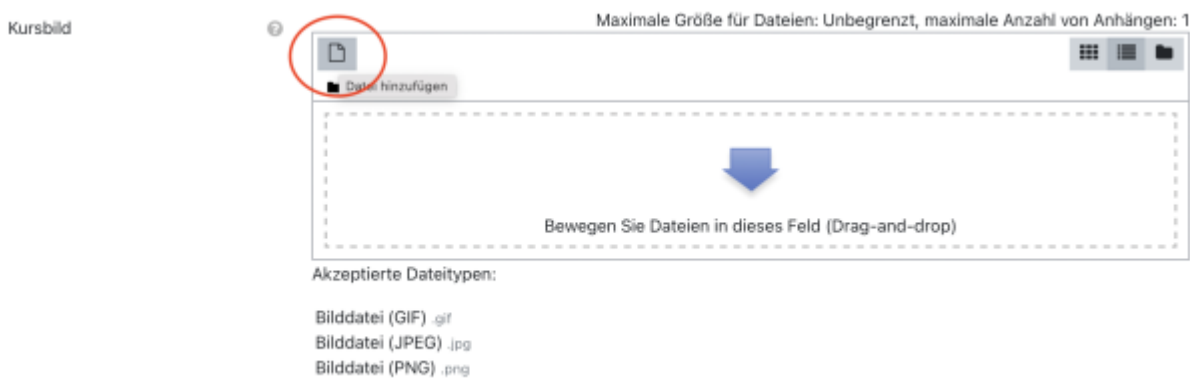 Kursbild
Maximale Größe für Dateien: Unbegrenzt, maximale Anzahl von Anhängen: 1
Datei hinzufügen
Bewegen Sie Dateien in dieses Feld (Drag-and-drop)
Akzeptierte Dateitypen:
Bilddatei (GIF) .gif
Bilddatei (JPEG) .jpg
Bilddatei (PNG) .png